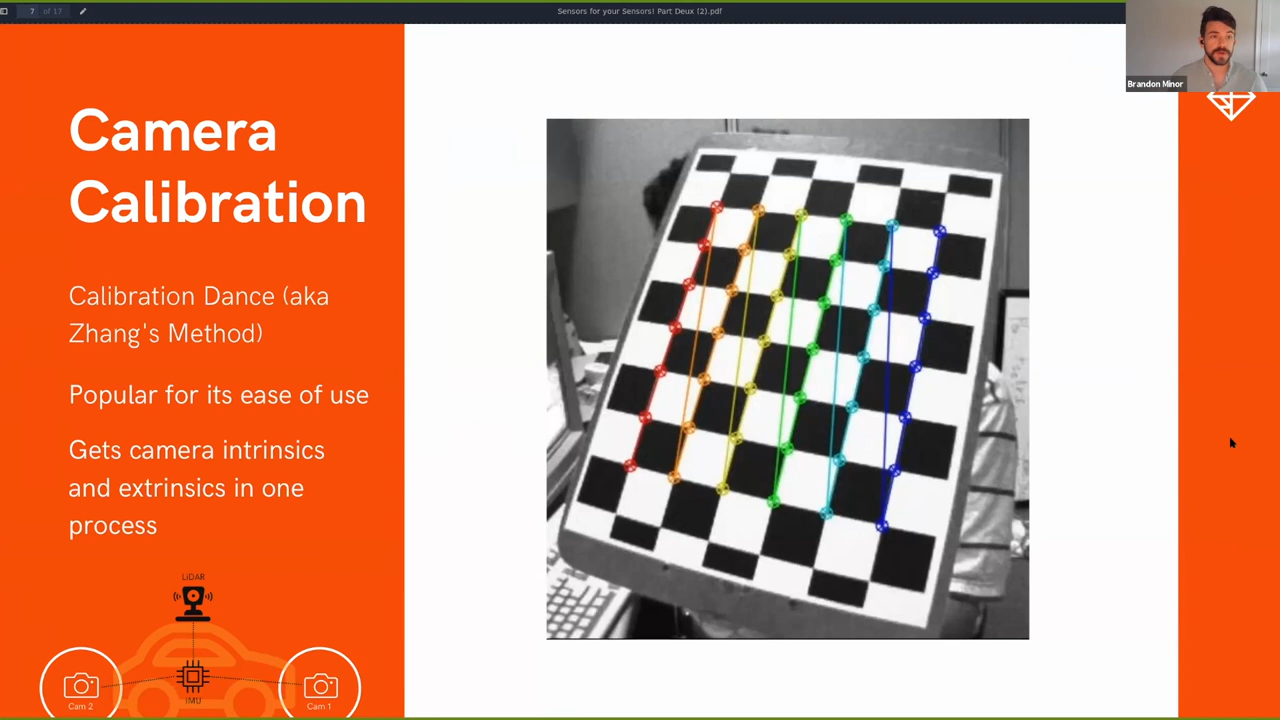 7 of 17
Sensors for your Sensors! Part Deux (2).pdf
Brandon Minor
Camera
Calibration
Calibration Dance (aka
Zhang's Method)
Popular for its ease of use
Gets camera intrinsics
and extrinsics in one
process
LiDAR
IMU
Cam 2
Cam 1